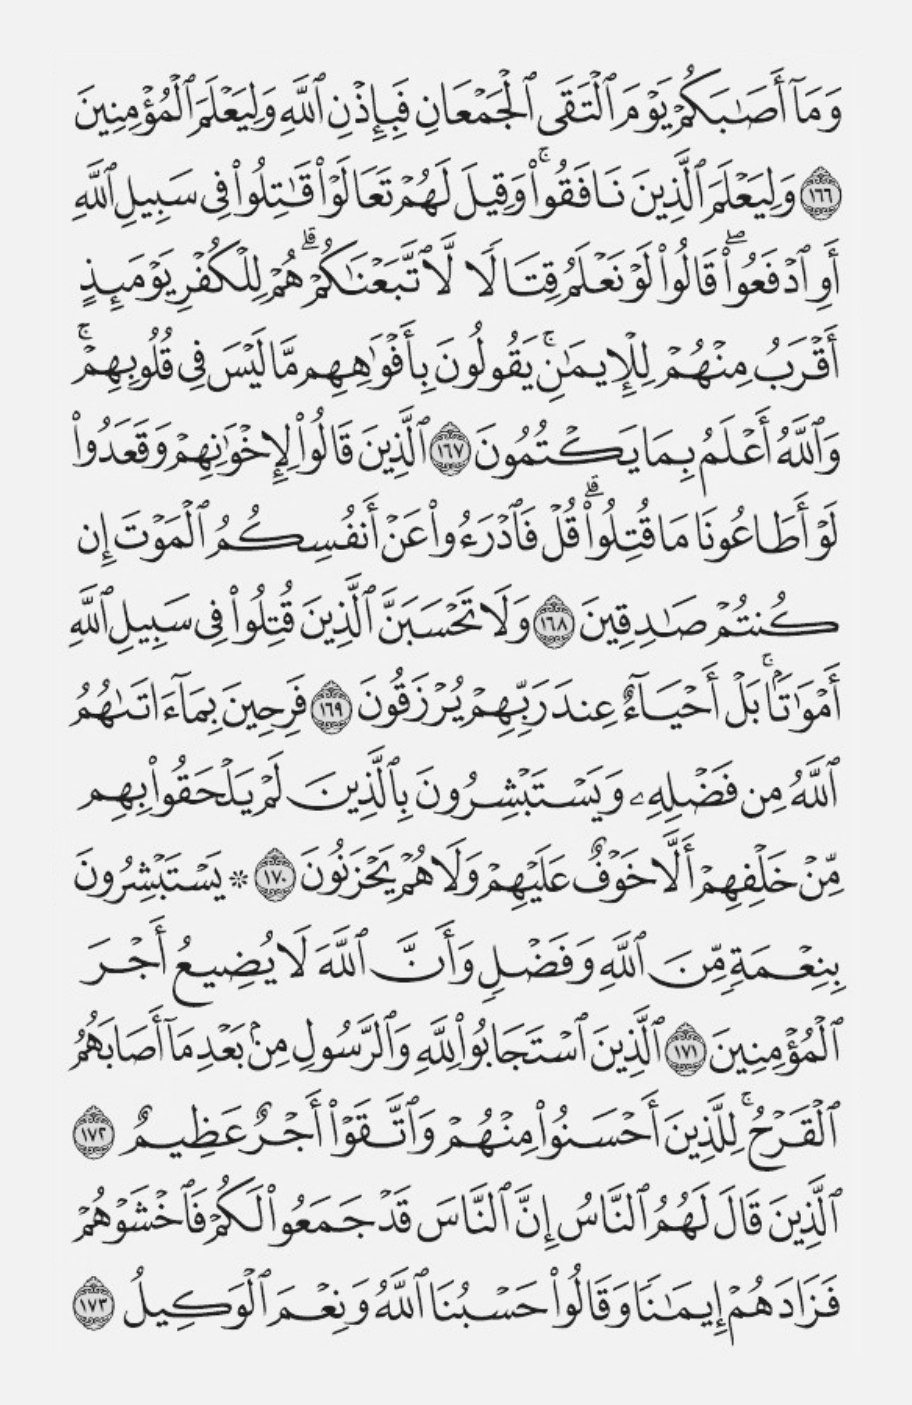 وَمَآ أَصَٰبَكُمْ يَوْمَ ٱلْتَقَى ٱلْجَمْعَانِ فَبِإِذْنِ ٱللَّهِ وَلِيَعْلَمَ ٱلْمُؤْمِنِينَ
١٦٦ وَلِيَعْلَمَ ٱلَّذِينَ نَافَقُوا۟ۚ وَقِيلَ لَهُمْ تَعَالَوْا۟ قَٰتِلُوا۟ فِى سَبِيلِ ٱللَّهِ
أَوِ ٱدْفَعُوا۟ۖ قَالُوا۟ لَوْ نَعْلَمُ قِتَالًا لَّٱتَّبَعْنَٰكُمْۗ هُمْ لِلْكُفْرِ يَوْمَئِذٍ
أَقْرَبُ مِنْهُمْ لِلْإِيمَٰنِۚ يَقُولُونَ بِأَفْوَٰهِهِم مَّا لَيْسَ فِى قُلُوبِهِمْۚ
وَٱللَّهُ أَعْلَمُ بِمَا يَكْتُمُونَ ١٦٧ ٱلَّذِينَ قَالُوا۟ لِإِخْوَٰنِهِمْ وَقَعَدُوا۟
لَوْ أَطَاعُونَا مَا قُتِلُوا۟ۗ قُلْ فَٱدْرَءُوا۟ عَنْ أَنفُسِكُمُ ٱلْمَوْتَ إِن
كُنتُمْ صَٰدِقِينَ ١٦٨ وَلَا تَحْسَبَنَّ ٱلَّذِينَ قُتِلُوا۟ فِى سَبِيلِ ٱللَّهِ
أَمْوَٰتًۢاۚ بَلْ أَحْيَآءٌ عِندَ رَبِّهِمْ يُرْزَقُونَ ١٦٩ فَرِحِينَ بِمَآ ءَاتَىٰهُمُ
ٱللَّهُ مِن فَضْلِهِۦ وَيَسْتَبْشِرُونَ بِٱلَّذِينَ لَمْ يَلْحَقُوا۟ بِهِم
مِّنْ خَلْفِهِمْ أَلَّا خَوْفٌ عَلَيْهِمْ وَلَا هُمْ يَحْزَنُونَ ١٧٠ * يَسْتَبْشِرُونَ
بِنِعْمَةٍ مِّنَ ٱللَّهِ وَفَضْلٍ وَأَنَّ ٱللَّهَ لَا يُضِيعُ أَجْرَ
ٱلْمُؤْمِنِينَ ١٧١ ٱلَّذِينَ ٱسْتَجَابُوا۟ لِلَّهِ وَٱلرَّسُولِ مِنۢ بَعْدِ مَآ أَصَابَهُمُ
ٱلْقَرْحُۚ لِلَّذِينَ أَحْسَنُوا۟ مِنْهُمْ وَٱتَّقَوْا۟ أَجْرٌ عَظِيمٌ ١٧٢
ٱلَّذِينَ قَالَ لَهُمُ ٱلنَّاسُ إِنَّ ٱلنَّاسَ قَدْ جَمَعُوا۟ لَكُمْ فَٱخْشَوْهُمْ
فَزَادَهُمْ إِيمَٰنًا وَقَالُوا۟ حَسْبُنَا ٱللَّهُ وَنِعْمَ ٱلْوَكِيلُ ١٧٣